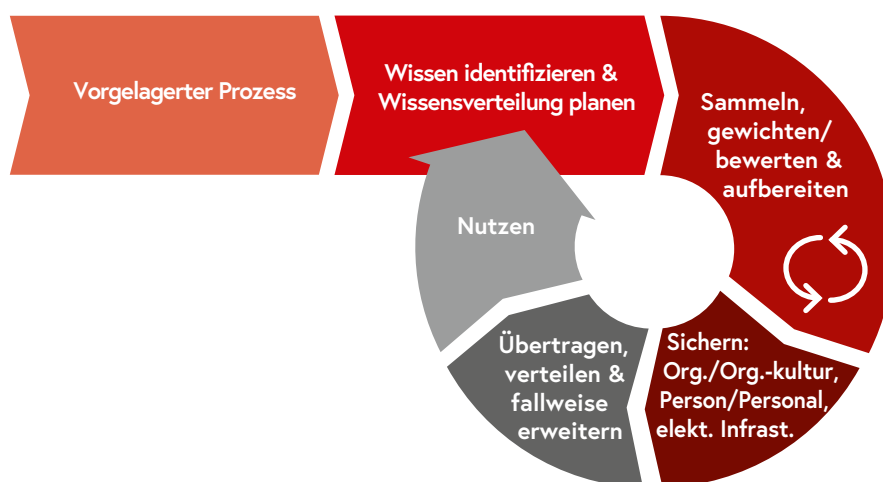 Vorgelagerter Prozess
Wissen identifizieren &
Wissensverteilung planen
Sammeln,
gewichten/
bewerten &
aufbereiten
Sichern:
Org./Org.-kultur,
Person/Personal,
elekt. Infrast.
Übertragen,
verteilen &
fallweise
erweitern
Nutzen